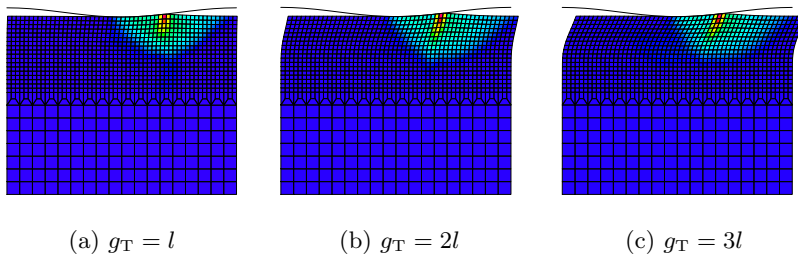 (a) g_T = l (b) g_T = 2l (c) g_T = 3l